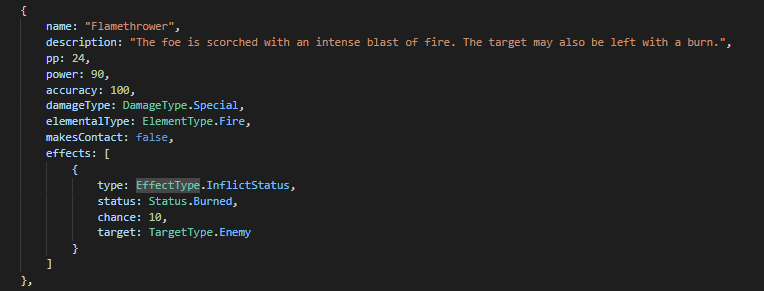 {
name: "Flamethrower",
description: "The foe is scorched with an intense blast of fire. The target may also be left with a burn.",
pp: 24,
power: 90,
accuracy: 100,
damageType: DamageType.Special,
elementalType: ElementType.Fire,
makesContact: false,
effects: [
{
type: EffectType.InflictStatus,
status: Status.Burned,
chance: 10,
target: TargetType.Enemy
}
]
},